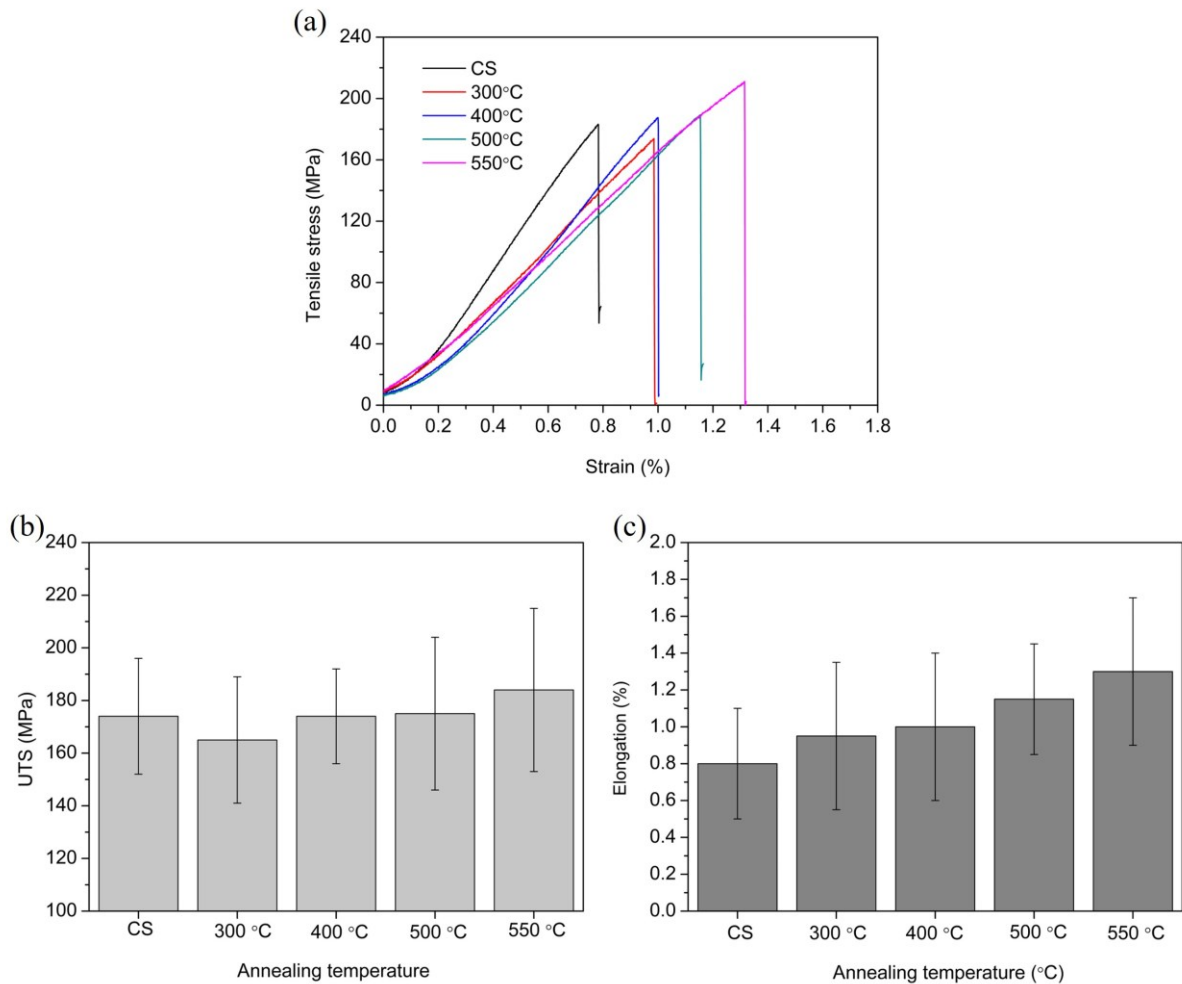 (a)
240
200
160
120
80
40
0
Tensile stress (MPa)
CS
300°C
400°C
500°C
550°C
0.0 0.2 0.4 0.6 0.8 1.0 1.2 1.4 1.6 1.8
Strain (%)
(b)
240
220
200
180
160
140
120
100
UTS (MPa)
CS 300 °C 400 °C 500 °C 550 °C
Annealing temperature
(c)
2.0
1.8
1.6
1.4
1.2
1.0
0.8
0.6
0.4
0.2
0.0
Elongation (%)
CS 300 °C 400 °C 500 °C 550 °C
Annealing temperature (°C)